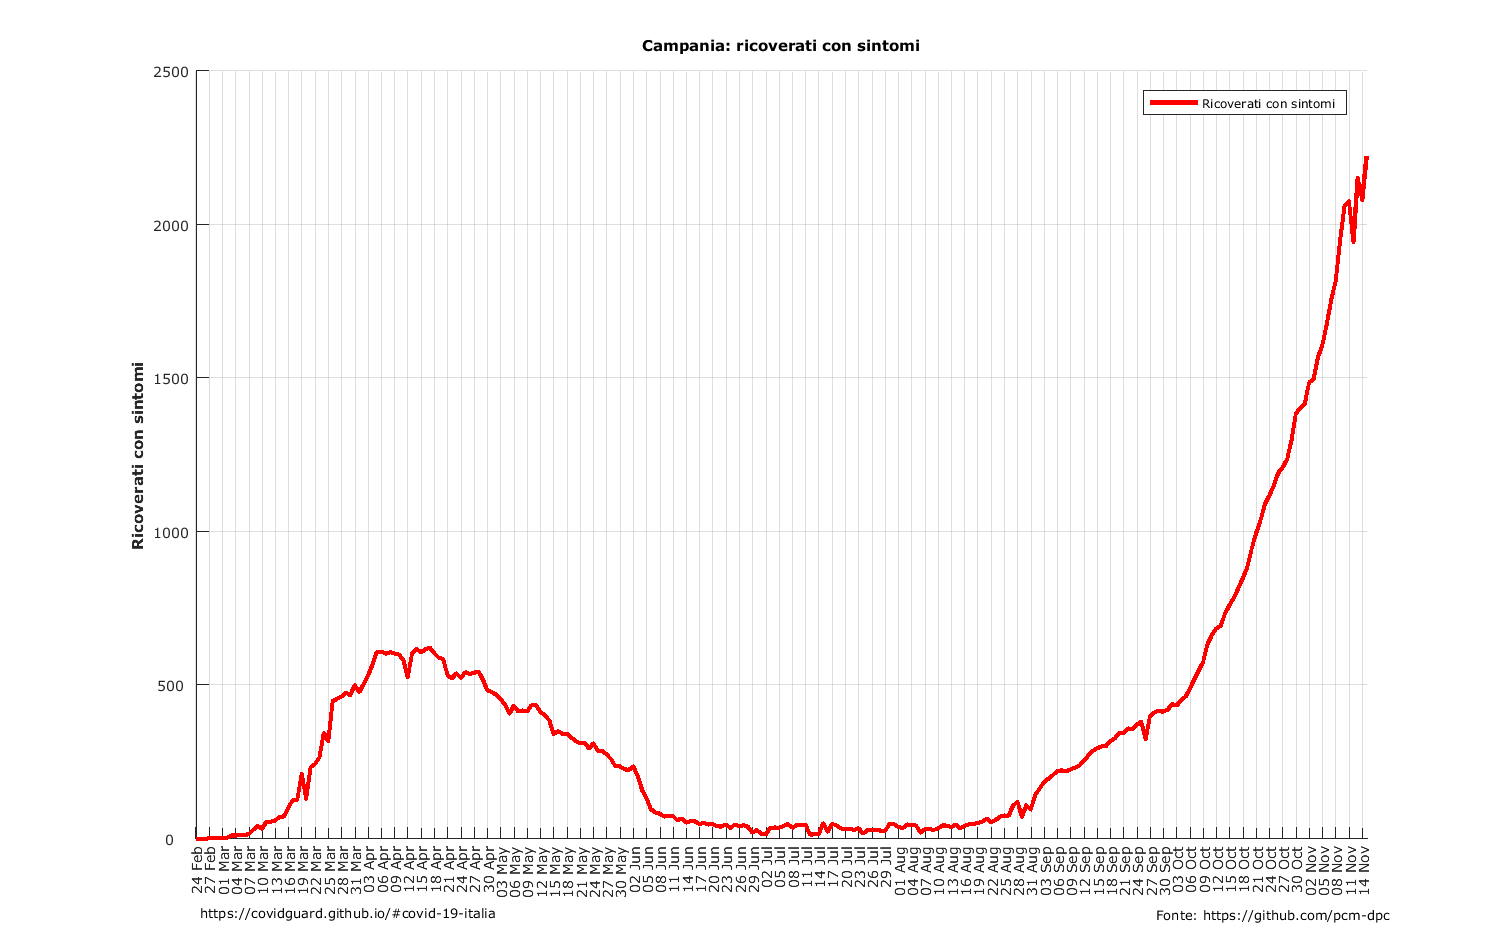 Campania: ricoverati con sintomi
Ricoverati con sintomi
Ricoverati con sintomi
2500
2000
1500
1000
500
0
24 Feb
27 Feb
01 Mar
04 Mar
07 Mar
10 Mar
13 Mar
16 Mar
19 Mar
22 Mar
25 Mar
28 Mar
31 Mar
03 Apr
06 Apr
09 Apr
12 Apr
15 Apr
18 Apr
21 Apr
24 Apr
27 Apr
30 Apr
03 May
06 May
09 May
12 May
15 May
18 May
21 May
24 May
27 May
30 May
02 Jun
05 Jun
08 Jun
11 Jun
14 Jun
17 Jun
20 Jun
23 Jun
26 Jun
29 Jun
02 Jul
05 Jul
08 Jul
11 Jul
14 Jul
17 Jul
20 Jul
23 Jul
26 Jul
29 Jul
01 Aug
04 Aug
07 Aug
10 Aug
13 Aug
16 Aug
19 Aug
22 Aug
25 Aug
28 Aug
31 Aug
03 Sep
06 Sep
09 Sep
12 Sep
15 Sep
18 Sep
21 Sep
24 Sep
27 Sep
30 Sep
03 Oct
06 Oct
09 Oct
12 Oct
15 Oct
18 Oct
21 Oct
24 Oct
27 Oct
30 Oct
02 Nov
05 Nov
08 Nov
11 Nov
14 Nov
https://covidguard.github.io/#covid-19-italia
Fonte: https://github.com/pcm-dpc